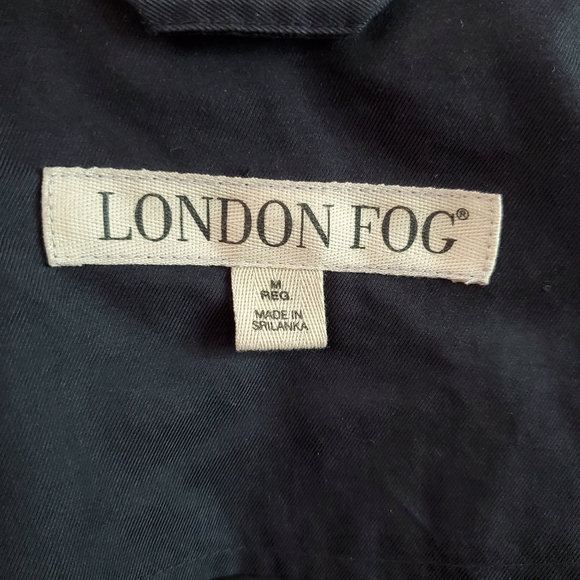 LONDON FOG®
M
REG.
MADE IN
SRILANKA